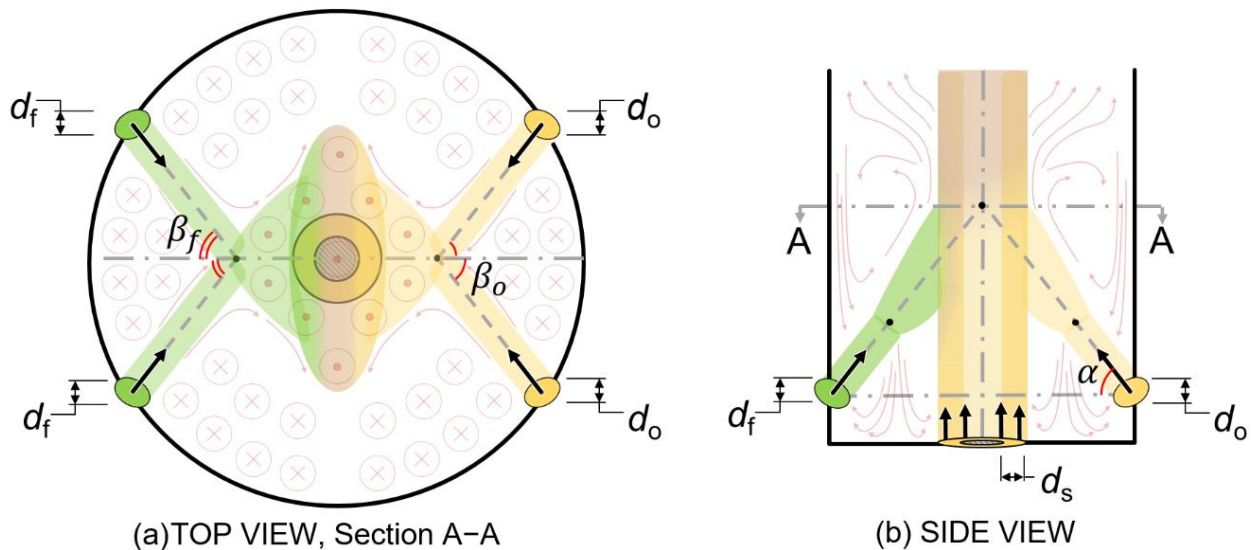 d_f
d_o
β_f
β_o
d_f
d_o
(a)TOP VIEW, Section A−A
A
A
α
d_f
d_o
d_s
(b) SIDE VIEW